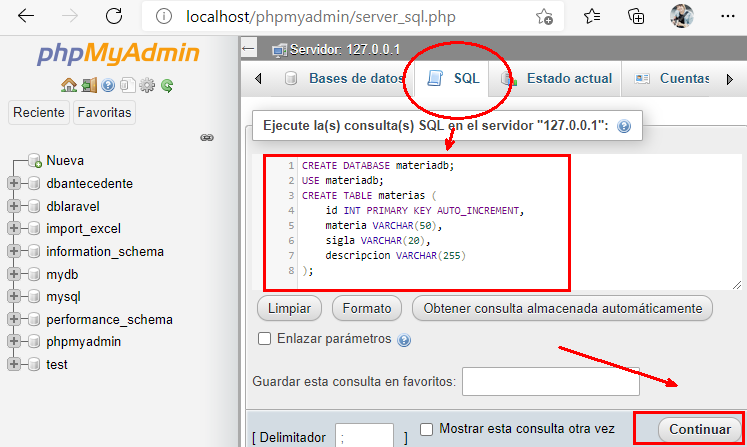 localhost/phpmyadmin/server_sql.php
phpMyAdmin
Reciente Favoritas
Nueva
dbantecedente
dblaravel
import_excel
information_schema
mydb
mysql
performance_schema
phpmyadmin
test
Servidor: 127.0.0.1
Bases de datos SQL Estado actual Cuentas
Ejecute la(s) consulta(s) SQL en el servidor "127.0.0.1":
1 CREATE DATABASE materiadb;
2 USE materiadb;
3 CREATE TABLE materias (
4 id INT PRIMARY KEY AUTO_INCREMENT,
5 materia VARCHAR(50),
6 sigla VARCHAR(20),
7 descripcion VARCHAR(255)
8 );
Limpiar Formato Obtener consulta almacenada automáticamente
Enlazar parámetros
Guardar esta consulta en favoritos:
[ Delimitador ; ] Mostrar esta consulta otra vez Continuar